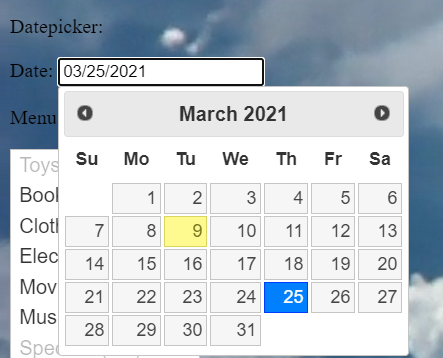 Datepicker:
Date: 03/25/2021
March 2021
Su Mo Tu We Th Fr Sa
1 2 3 4 5 6
7 8 9 10 11 12 13
14 15 16 17 18 19 20
21 22 23 24 25 26 27
28 29 30 31
Menu
Toys
Book
Cloth
Elec
Mov
Mus
Spec